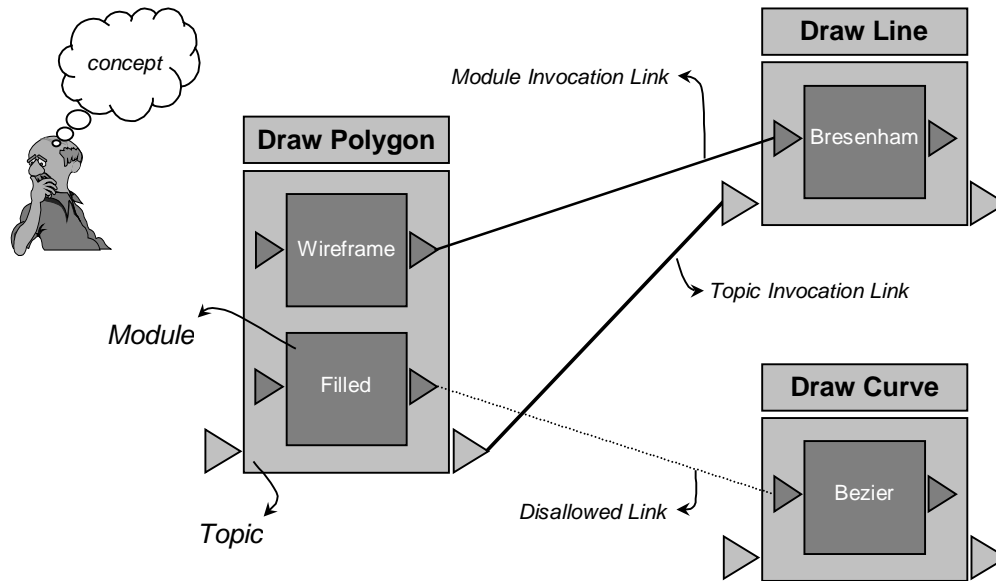 concept
Draw Polygon
Wireframe
Filled
Module
Topic
Module Invocation Link
Draw Line
Bresenham
Topic Invocation Link
Draw Curve
Bezier
Disallowed Link